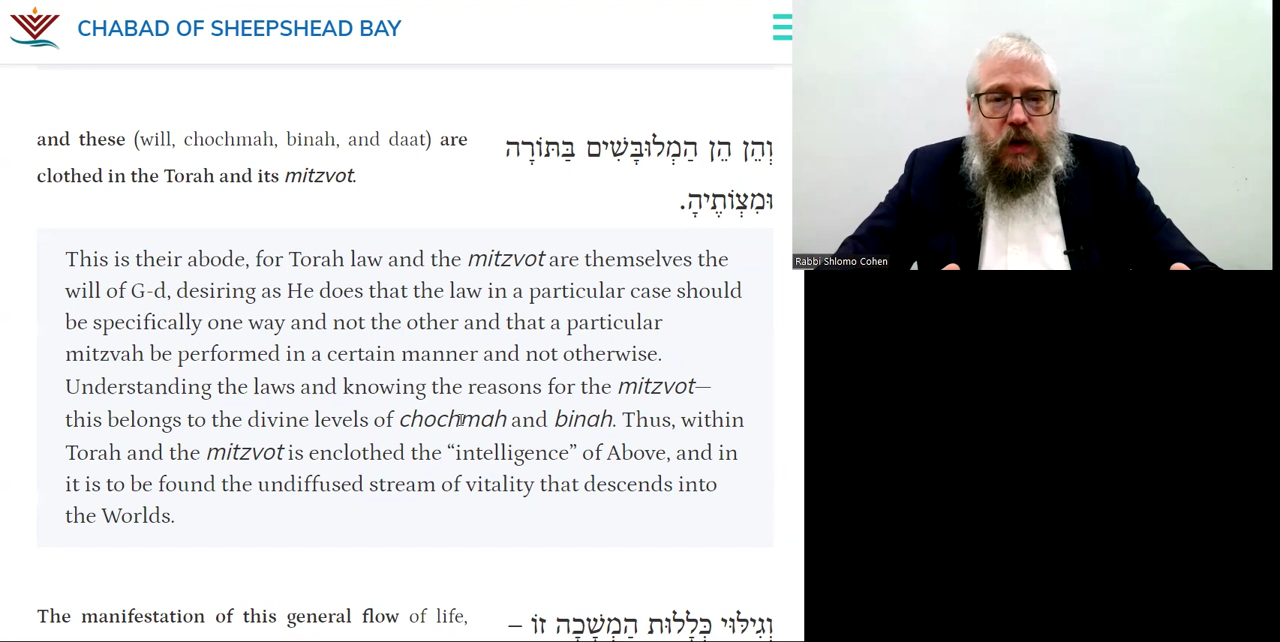 CHABAD OF SHEEPSHEAD BAY
and these (will, chochmah, binah, and daat) are
clothed in the Torah and its mitzvot.
וְהֵן הֵן הַמְלוּבָּשִׁים בַּתּוֹרָה
וּמִצְוֹתֶיהָ.
This is their abode, for Torah law and the mitzvot are themselves the
will of G-d, desiring as He does that the law in a particular case should
be specifically one way and not the other and that a particular
mitzvah be performed in a certain manner and not otherwise.
Understanding the laws and knowing the reasons for the mitzvot—
this belongs to the divine levels of chochmah and binah. Thus, within
Torah and the mitzvot is enclothed the “intelligence” of Above, and in
it is to be found the undiffused stream of vitality that descends into
the Worlds.
The manifestation of this general flow of life,
וְגִילּוּי כְּלָלוּת הַמְשָׁכָה זוֹ –
Rabbi Shlomo Cohen